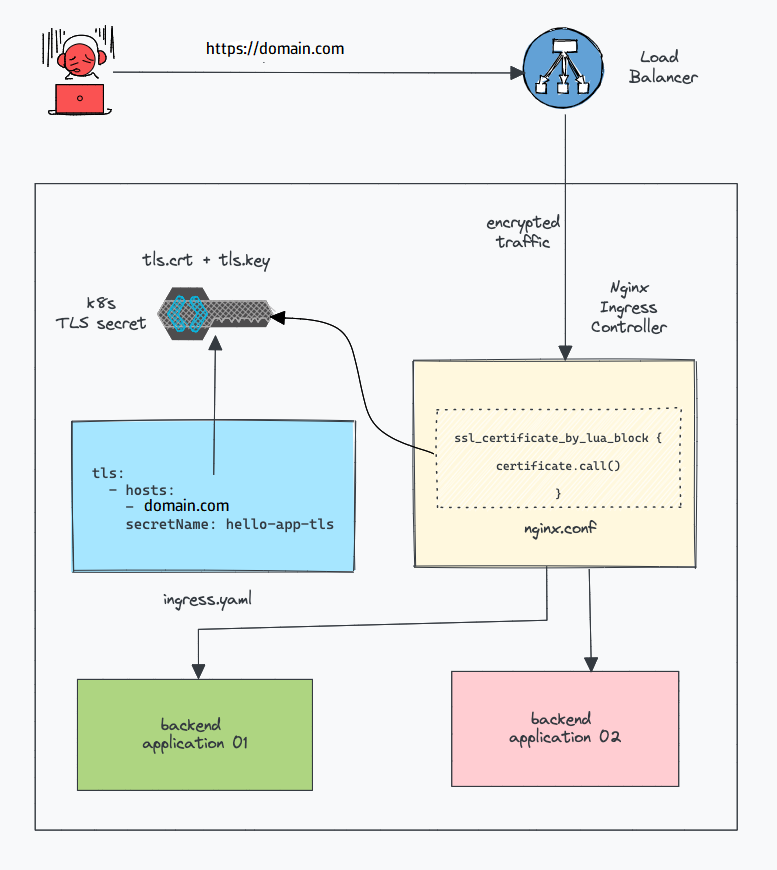 https://domain.com
Load
Balancer
encrypted
traffic
tls.crt + tls.key
k8s
TLS secret
Nginx
Ingress
Controller
ssl_certificate_by_lua_block {
certificate.call()
}
nginx.conf
tls:
- hosts:
- domain.com
secretName: hello-app-tls
ingress.yaml
backend
application 01
backend
application 02